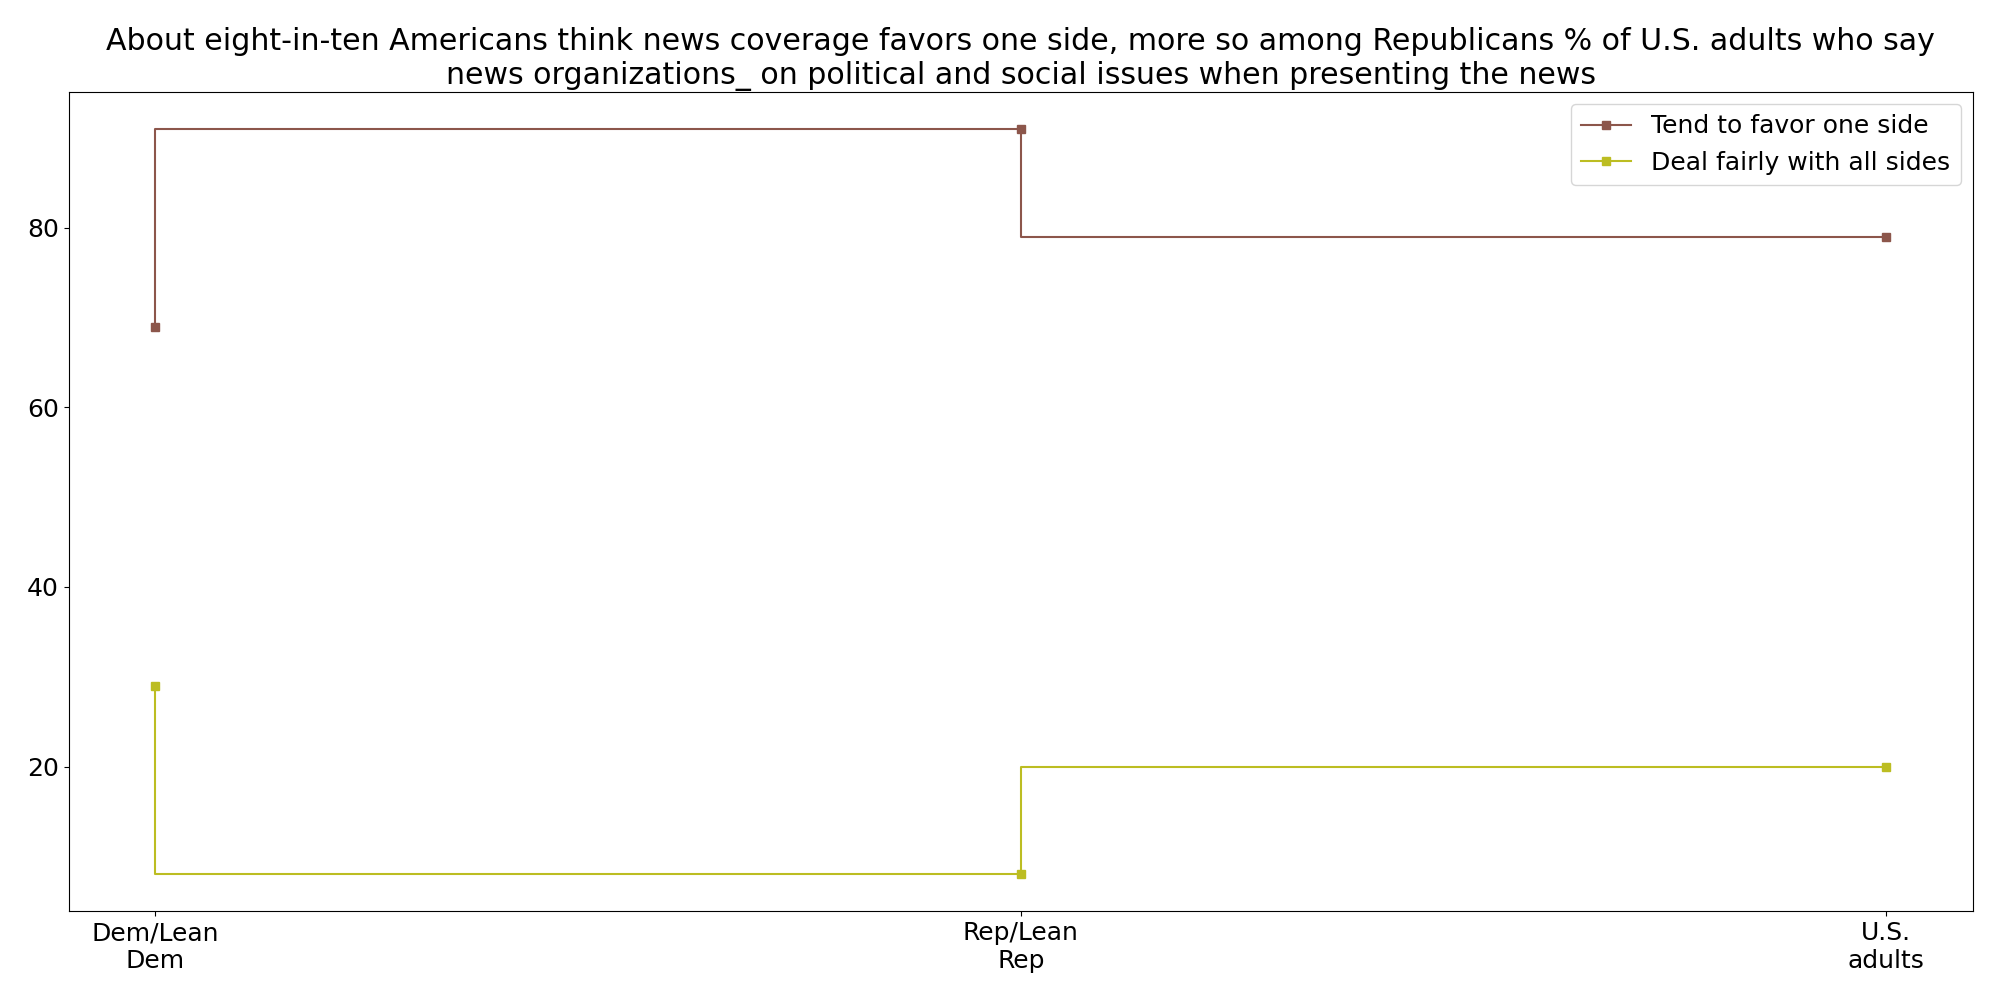 About eight-in-ten Americans think news coverage favors one side, more so among Republicans % of U.S. adults who say
news organizations_ on political and social issues when presenting the news
Tend to favor one side
Deal fairly with all sides
80
60
40
20
Dem/Lean
Dem
Rep/Lean
Rep
U.S.
adults